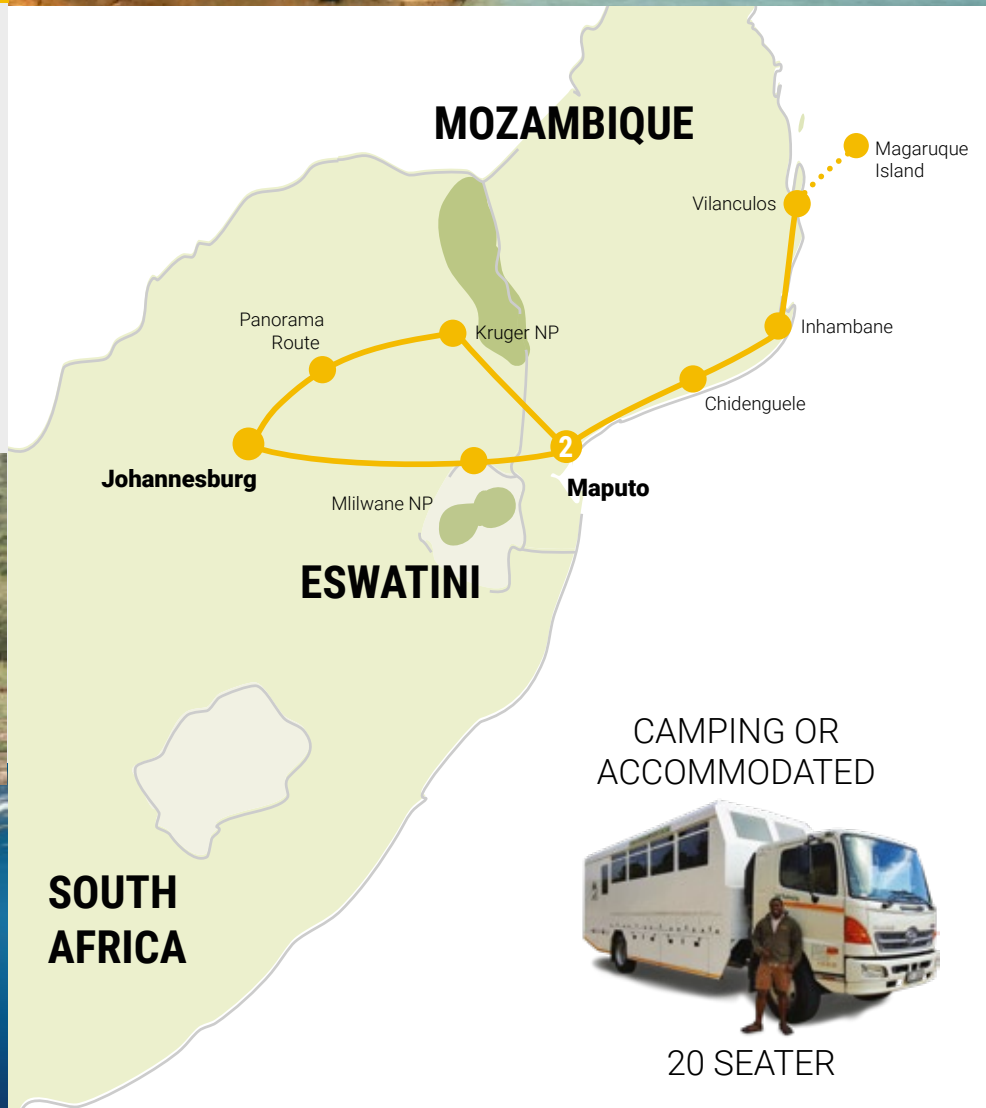 MOZAMBIQUE
Magaruque
Island
Vilanculos
Panorama
Route
Kruger NP
Inhambane
Chidenguele
2
Johannesburg
Maputo
Mlilwane NP
ESWATINI
CAMPING OR
ACCOMMODATED
SOUTH
AFRICA
20 SEATER